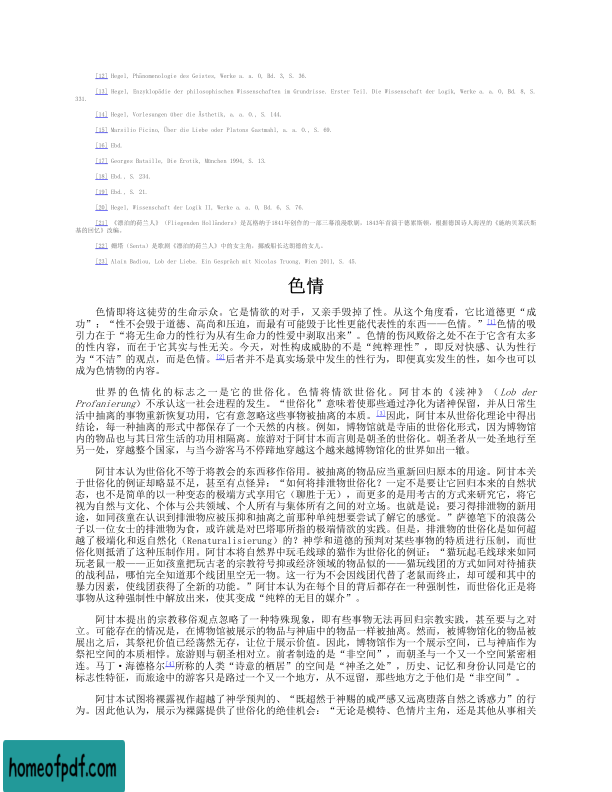 [12] Hegel, Phänomenologie des Geistes, Werke a. a. O, Bd. 3, S. 36.
[13] Hegel, Enzyklopädie der philosophischen Wissenschaften im Grundrisse. Erster Teil. Die Wissenschaft der Logik, Werke a. a. O, Bd. 8, S.
331.
[14] Hegel, Vorlesungen über die Ästhetik, a. a. O., S. 144.
[15] Marsilio Ficino, Über die Liebe oder Platons Gastmahl, a. a. O., S. 69.
[16] Ebd.
[17] Georges Bataille, Die Erotik, München 1994, S. 13.
[18] Ebd., S. 234.
[19] Ebd., S. 21.
[20] Hegel, Wissenschaft der Logik II, Werke a. a. O, Bd. 6, S. 76.
[21] 《漂泊的荷兰人》（Fliegenden Holländers）是瓦格纳于1841年创作的一部三幕浪漫歌剧，1843年首演于德累斯顿。根据德国诗人海涅的《施纳贝莱沃斯
基的回忆》改编。
[22] 姗塔（Senta）是歌剧《漂泊的荷兰人》中的女主角，挪威船长达朗德的女儿。
[23] Alain Badiou, Lob der Liebe. Ein Gespräch mit Nicolas Truong, Wien 2011, S. 45.
色情
色情即将这徒劳的生命示众。它是情欲的对手，又亲手毁掉了性。从这个角度看，它比道德更“成
功”：“性不会毁于道德、高尚和压迫，而最有可能毁于比性更能代表性的东西——色情。”[1]色情的吸
引力在于“将无生命力的性行为从有生命力的性爱中剥取出来”。色情的伤风败俗之处不在于它含有太多
的性内容，而在于它其实与性无关。今天，对性构成威胁的不是“纯粹理性”，即反对快感、认为性行
为“不洁”的观点，而是色情。[2]后者并不是真实场景中发生的性行为，即便真实发生的性，如今也可以
成为色情物的内容。
世界的色情化的标志之一是它的世俗化。色情将情欲世俗化。阿甘本的《渎神》（Lob der
Profanierung）不承认这一社会进程的发生。“世俗化”意味着使那些通过净化为诸神保留，并从日常生
活中抽离的事物重新恢复功用，它有意忽略这些事物被抽离的本质。[3]因此，阿甘本从世俗化理论中得出
结论，每一种抽离的形式中都保存了一个天然的内核。例如，博物馆就是寺庙的世俗化形式，因为博物馆
内的物品也与其日常生活的功用相隔离。旅游对于阿甘本而言则是朝圣的世俗化。朝圣者从一处圣地行至
另一处，穿越整个国家，与当今游客马不停蹄地穿越这个越来越博物馆化的世界如出一辙。
阿甘本认为世俗化不等于将教会的东西移作俗用。被抽离的物品应当重新回归原本的用途。阿甘本关
于世俗化的例证却略显不足，甚至有点怪异：“如何将排泄物世俗化？一定不是要让它回归本来的自然状
态，也不是简单的以一种变态的极端方式享用它（聊胜于无），而更多的是用考古的方式来研究它，将它
视为自然与文化、个体与公共领域、个人所有与集体所有之间的对立场。也就是说：要习得排泄物的新用
途，如同孩童在认识到排泄物应被压抑和抽离之前那种单纯想要尝试了解它的感觉。”萨德笔下的浪荡公
子以一位女士的排泄物为食，或许就是对巴塔耶所指的极端情欲的实践。但是，排泄物的世俗化是如何超
越了极端化和返自然化（Renaturalisierung）的？神学和道德的预判对某些事物的特质进行压制，而世
俗化则抵消了这种压制作用。阿甘本将自然界中玩毛线球的猫作为世俗化的例证：“猫玩起毛线球来如同
玩老鼠一般——正如孩童把玩古老的宗教符号抑或经济领域的物品似的——猫玩线团的方式如同对待捕获
的战利品，哪怕完全知道那个线团里空无一物。这一行为不会因线团代替了老鼠而终止，却可缓和其中的
暴力因素，使线团获得了全新的功能。”阿甘本认为在每个目的背后都存在一种强制性，而世俗化正是将
事物从这种强制性中解放出来，使其变成“纯粹的无目的媒介”。
阿甘本提出的宗教移俗观点忽略了一种特殊现象，即有些事物无法再回归宗教实践，甚至要与之对
立。可能存在的情况是，在博物馆被展示的物品与神庙中的物品一样被抽离。然而，被博物馆化的物品被
展出之后，其祭祀价值已经荡然无存，让位于展示价值。因此，博物馆作为一个展示空间，已与神庙作为
祭祀空间的本质相悖。旅游则与朝圣相对立。前者制造的是“非空间”，而朝圣与一个又一个空间紧密相
连。马丁·海德格尔[4]所称的人类“诗意的栖居”的空间是“神圣之处”，历史、记忆和身份认同是它的
标志性特征，而旅途中的游客只是路过一个又一个地方，从不逗留，那些地方之于他们是“非空间”。
阿甘本试图将裸露视作超越了神学预判的、“既超然于神赐的威严感又远离堕落自然之诱惑力”的行
为。因此他认为，展示为裸露提供了世俗化的绝佳机会：“无论是模特、色情片主角，还是其他从事相关
homeofpdf.com